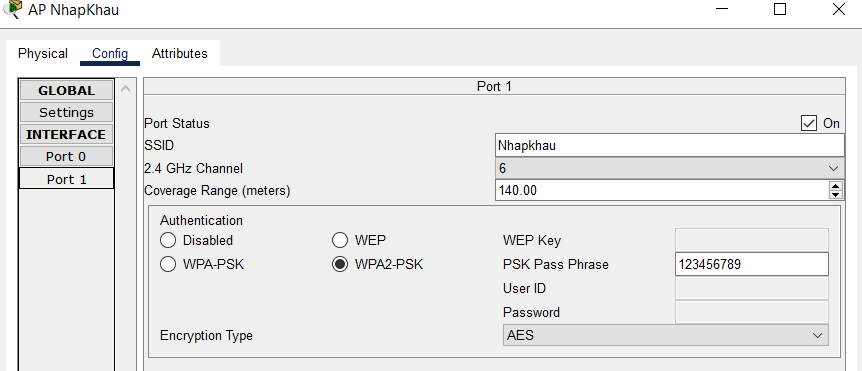 AP NhapKhau
Physical Config Attributes
GLOBAL
Settings
INTERFACE
Port 0
Port 1
Port 1
Port Status On
SSID Nhapkhau
2.4 GHz Channel 6
Coverage Range (meters) 140.00
Authentication
Disabled WEP WEP Key
WPA-PSK WPA2-PSK PSK Pass Phrase 123456789
User ID
Password
Encryption Type AES